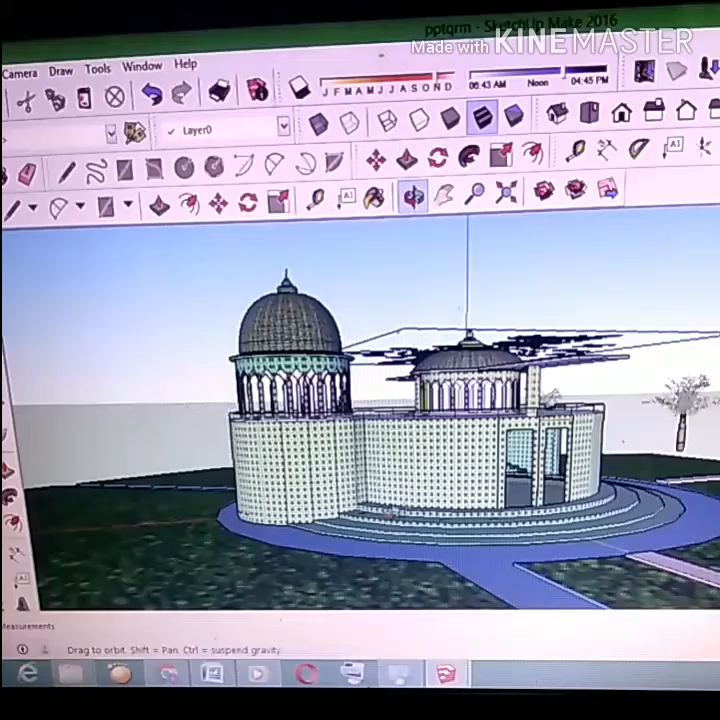 pptqrm - SketchUp Make 2016
Made with KINEMASTER
Camera Draw Tools Window Help
J F M A M J J A S O N D
06:43 AM Noon 04:45 PM
Layer0
Measurements
Drag to orbit. Shift = Pan. Ctrl = suspend gravity